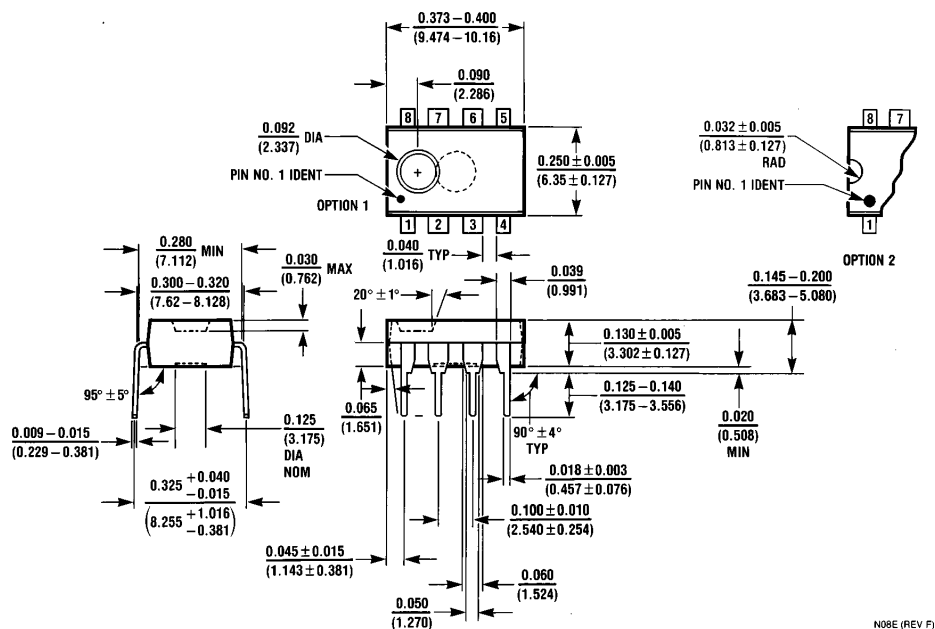 0.373–0.400
(9.474–10.16)
0.090
(2.286)
8 7 6 5
0.092 DIA
(2.337)
PIN NO. 1 IDENT
OPTION 1
+
0.250 ± 0.005
(6.35 ± 0.127)
1 2 3 4
8 7
0.032 ± 0.005
(0.813 ± 0.127)
RAD
PIN NO. 1 IDENT
1
OPTION 2
0.280 MIN
(7.112)
0.300–0.320
(7.62–8.128)
0.030 MAX
(0.762)
0.040 TYP
(1.016)
20° ± 1°
0.039
(0.991)
0.145–0.200
(3.683–5.080)
0.130 ± 0.005
(3.302 ± 0.127)
95° ± 5°
0.009–0.015
(0.229–0.381)
0.125
(3.175)
DIA
NOM
0.065
(1.651)
90° ± 4°
TYP
0.125–0.140
(3.175–3.556)
0.020
(0.508)
MIN
0.325 +0.040
−0.015
(8.255 +1.016
−0.381)
0.018 ± 0.003
(0.457 ± 0.076)
0.100 ± 0.010
(2.540 ± 0.254)
0.045 ± 0.015
(1.143 ± 0.381)
0.060
(1.524)
0.050
(1.270)
N08E (REV F)